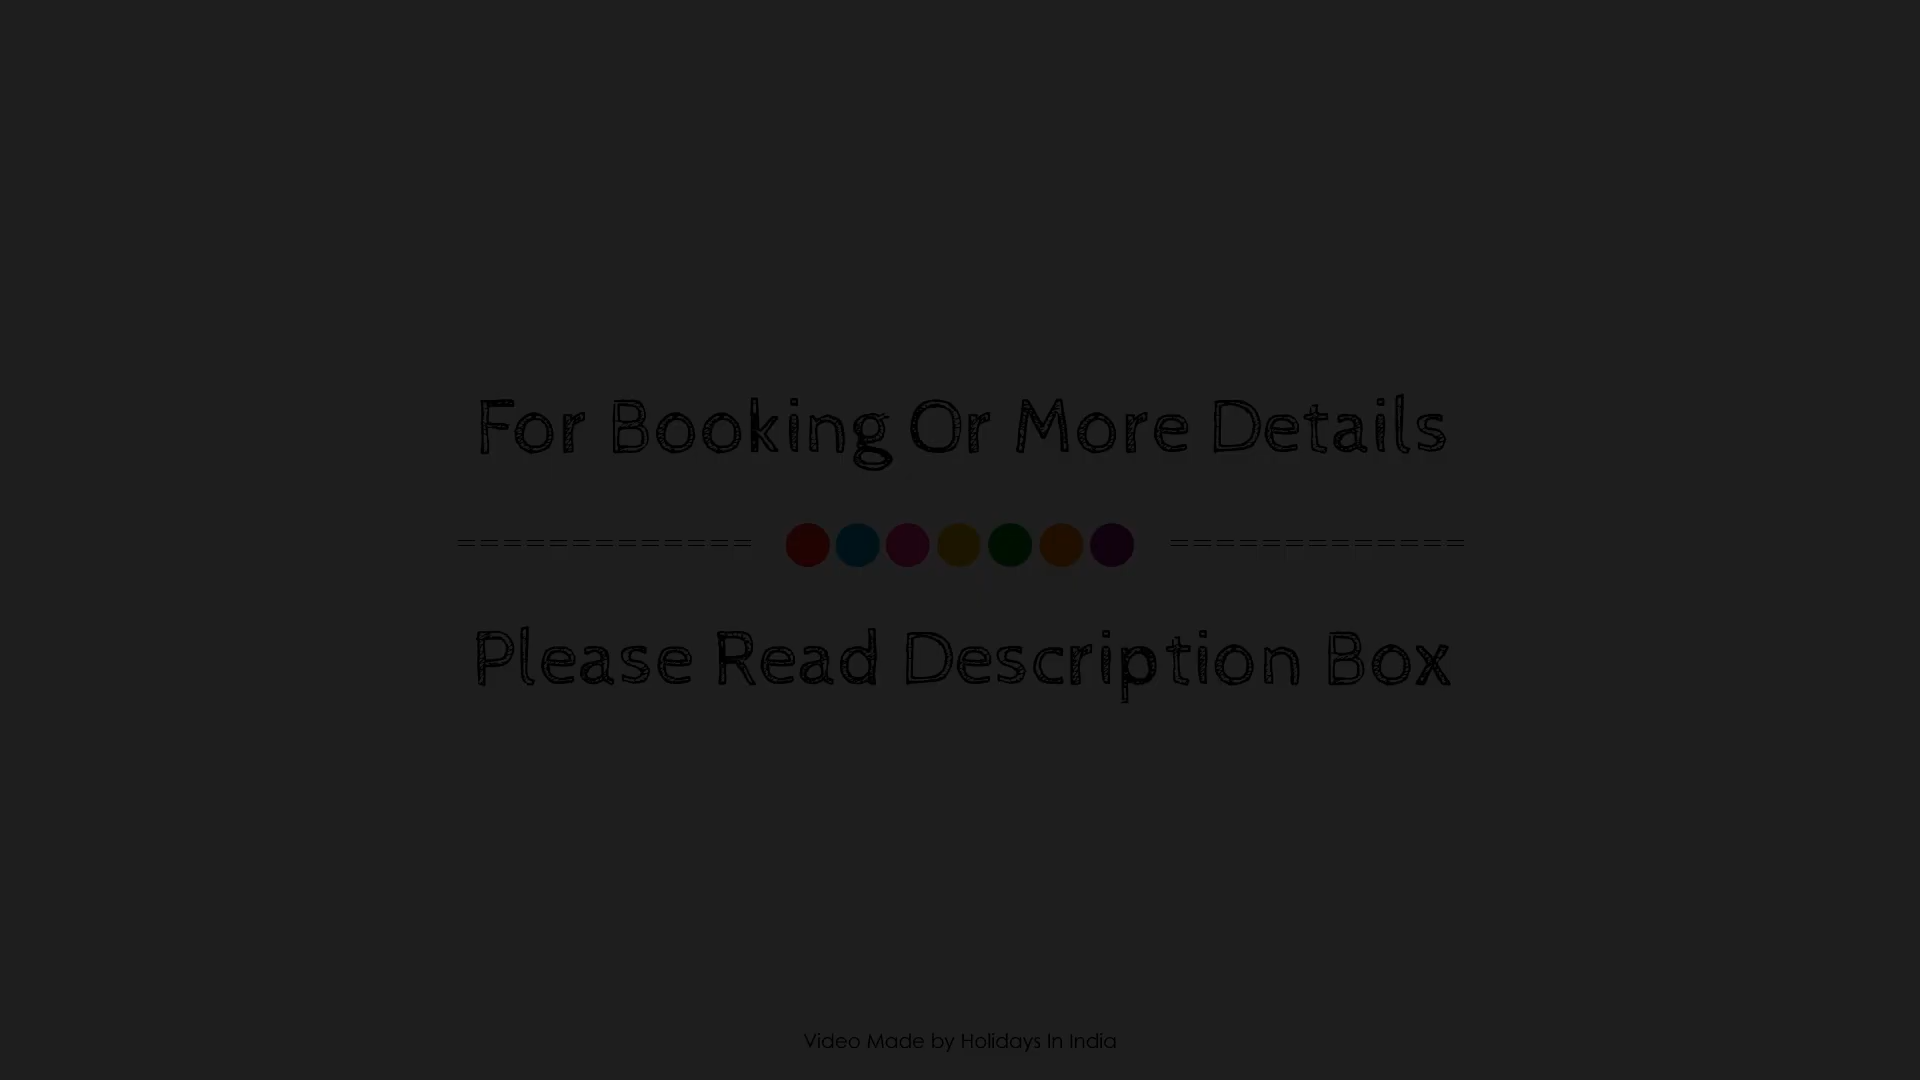 For Booking Or More Details
============= =============
Please Read Description Box
Video Made by Holidays In India